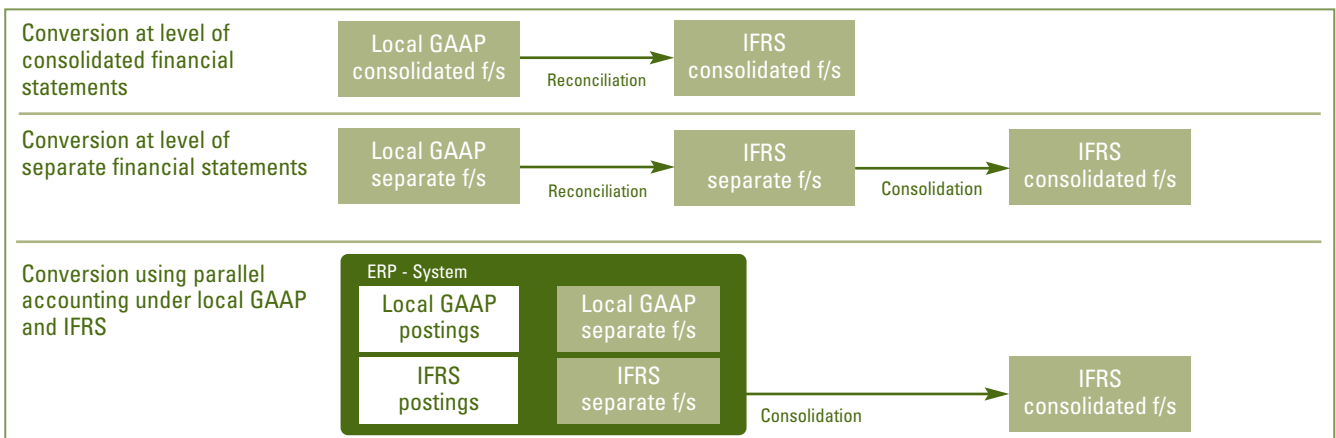 Conversion at level of
consolidated financial
statements
Local GAAP
consolidated f/s
Reconciliation
IFRS
consolidated f/s
Conversion at level of
separate financial statements
Local GAAP
separate f/s
Reconciliation
IFRS
separate f/s
Consolidation
IFRS
consolidated f/s
Conversion using parallel
accounting under local GAAP
and IFRS
ERP - System
Local GAAP
postings
Local GAAP
separate f/s
IFRS
postings
IFRS
separate f/s
Consolidation
IFRS
consolidated f/s